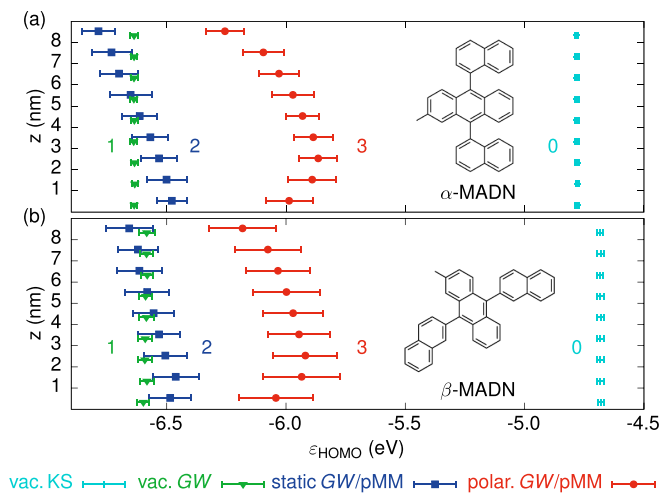 (a)
8
7
6
5
4
3
2
1
z (nm)
1
2
3
0
α-MADN
(b)
8
7
6
5
4
3
2
1
z (nm)
1
2
3
0
β-MADN
-6.5
-6.0
-5.5
-5.0
-4.5
εHOMO (eV)
vac. KS
vac. GW
static GW/pMM
polar. GW/pMM